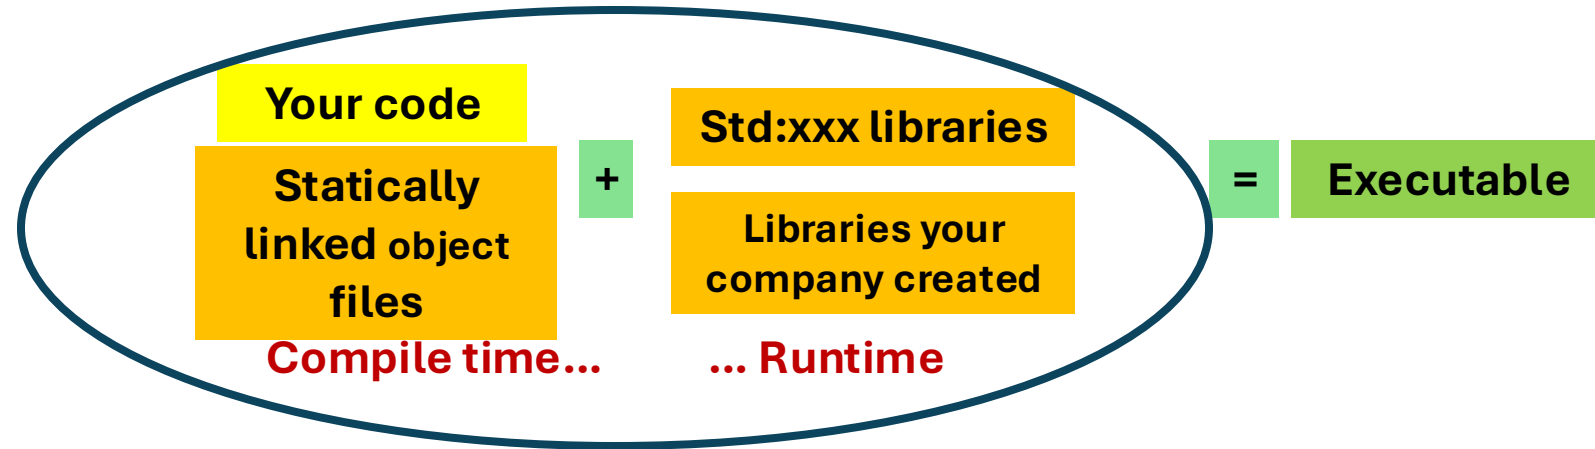 Your code
Statically
linked object
files
Compile time...
+
Std:xxx libraries
Libraries your
company created
... Runtime
=
Executable